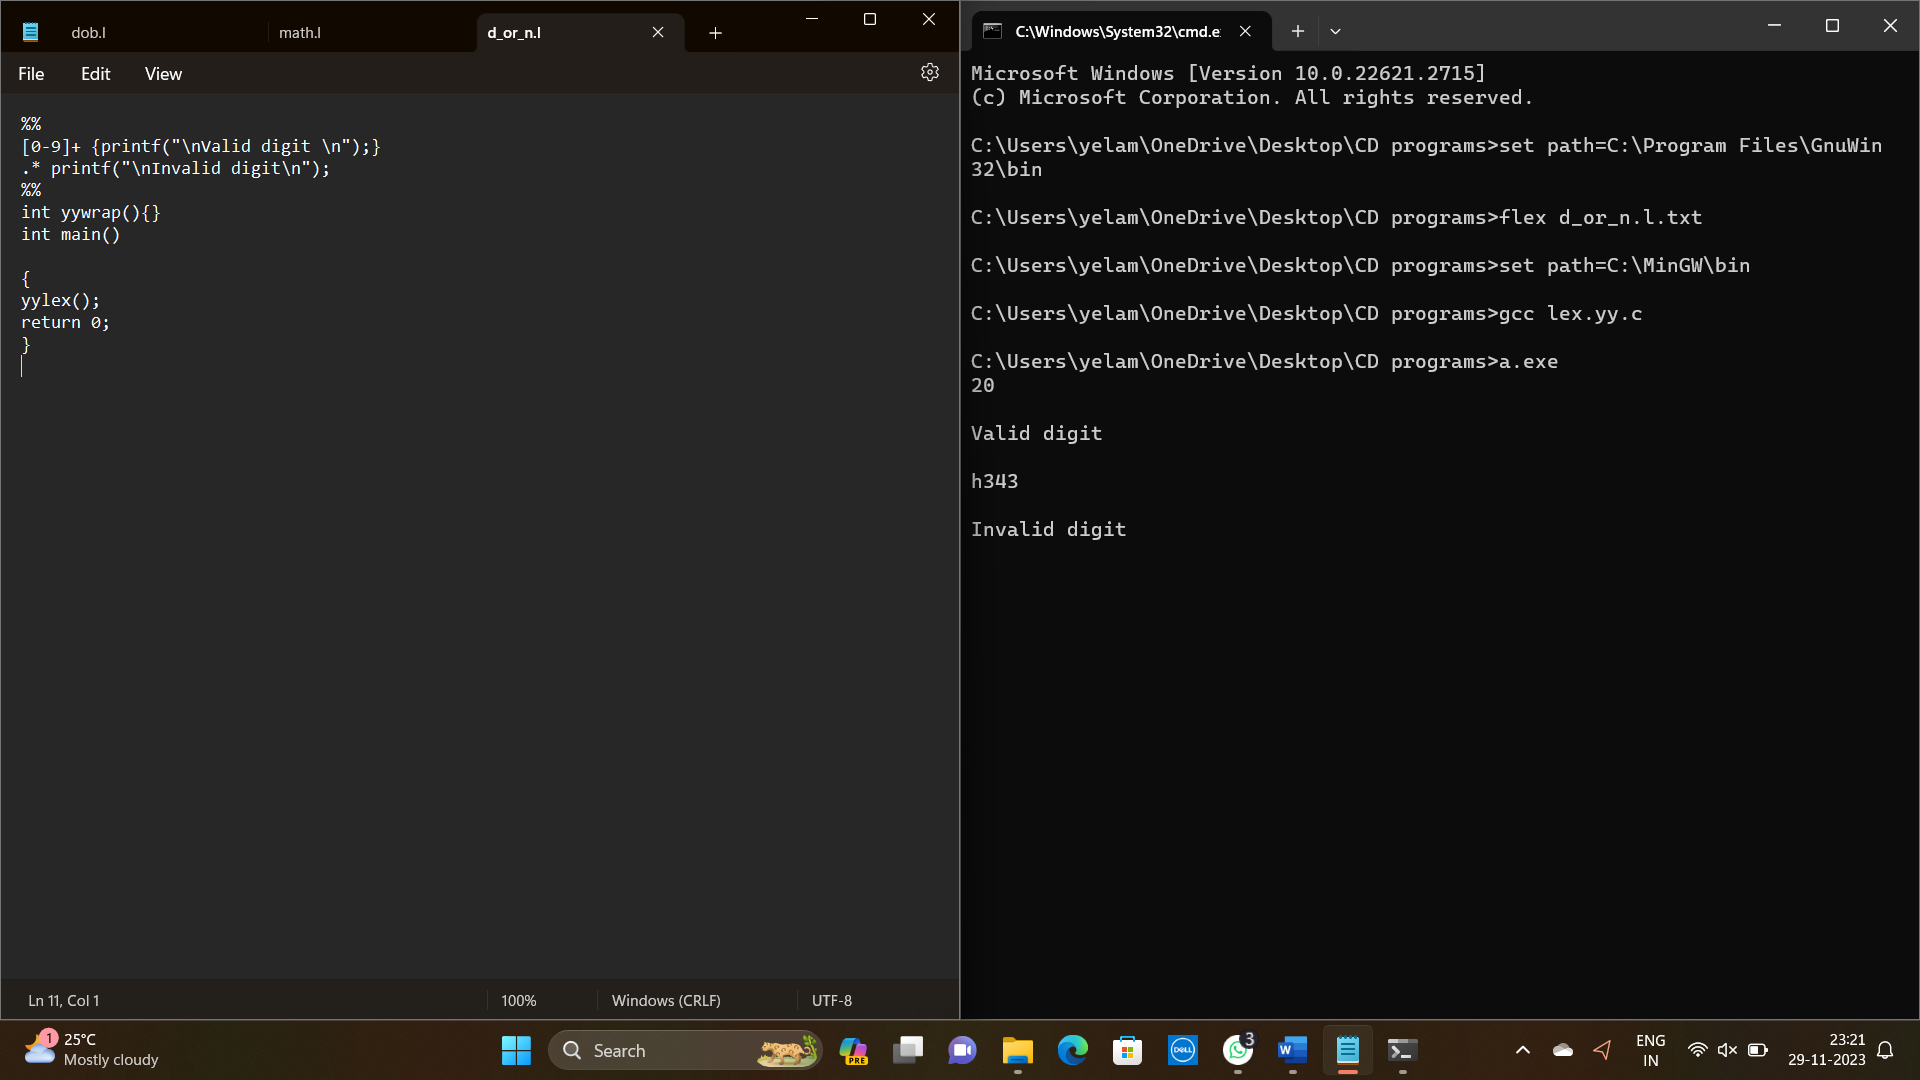 dob.l
math.l
d_or_n.l
File
Edit
View
%%
[0-9]+ {printf("\nValid digit \n");}
.* printf("\nInvalid digit\n");
%%
int yywrap(){}
int main()
{
yylex();
return 0;
}
Ln 11, Col 1
100%
Windows (CRLF)
UTF-8
C:\Windows\System32\cmd.e
Microsoft Windows [Version 10.0.22621.2715]
(c) Microsoft Corporation. All rights reserved.
C:\Users\yelam\OneDrive\Desktop\CD programs>set path=C:\Program Files\GnuWin
32\bin
C:\Users\yelam\OneDrive\Desktop\CD programs>flex d_or_n.l.txt
C:\Users\yelam\OneDrive\Desktop\CD programs>set path=C:\MinGW\bin
C:\Users\yelam\OneDrive\Desktop\CD programs>gcc lex.yy.c
C:\Users\yelam\OneDrive\Desktop\CD programs>a.exe
20
Valid digit
h343
Invalid digit
1
25°C
Mostly cloudy
Search
PRE
DELL
3
W
ENG
IN
23:21
29-11-2023